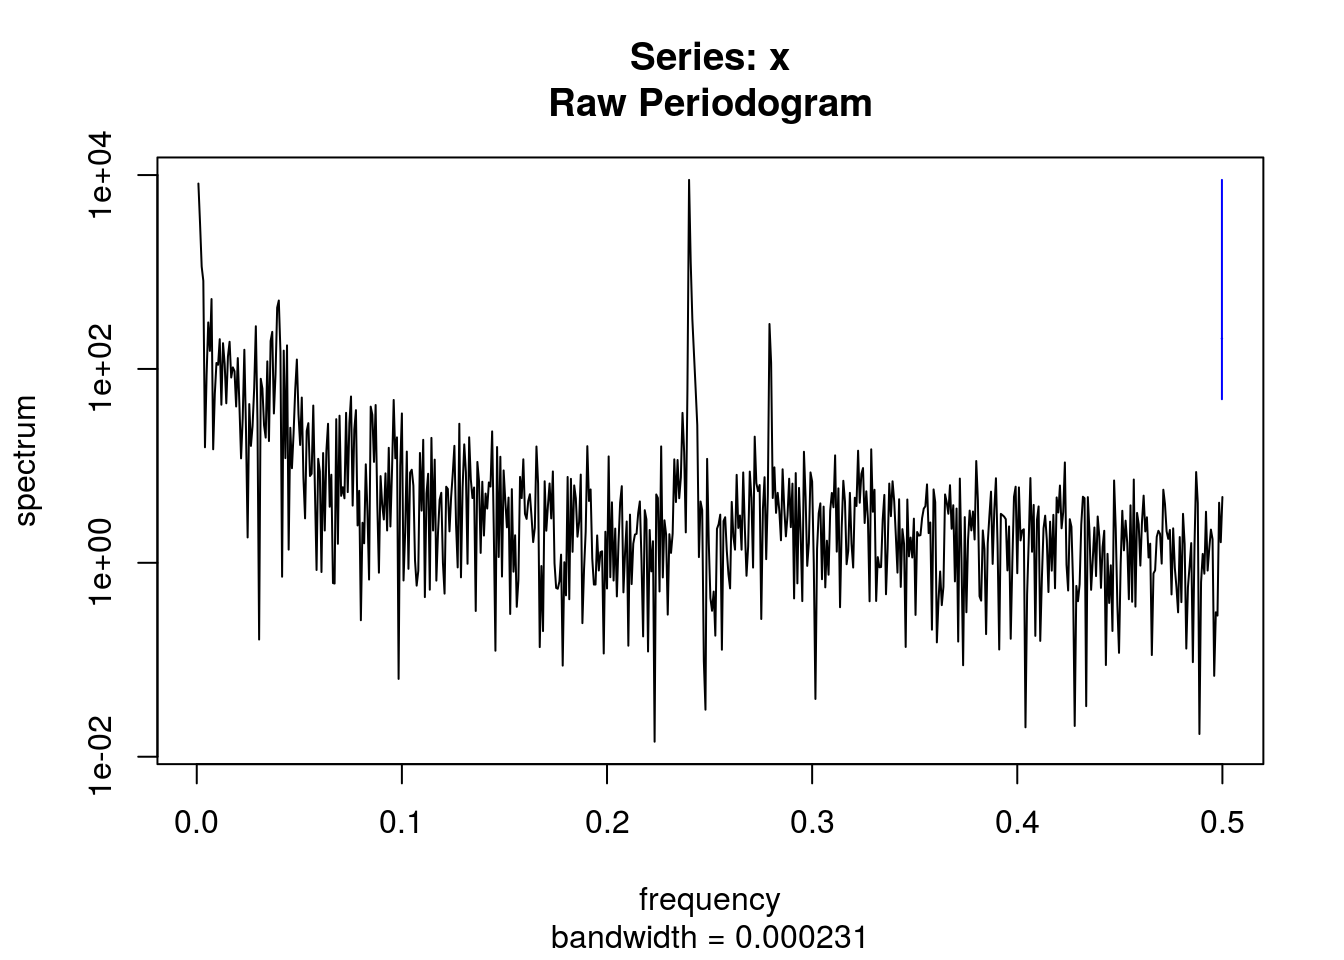 Series: x
Raw Periodogram
spectrum
1e+04
1e+02
1e+00
1e-02
0.0 0.1 0.2 0.3 0.4 0.5
frequency
bandwidth = 0.000231